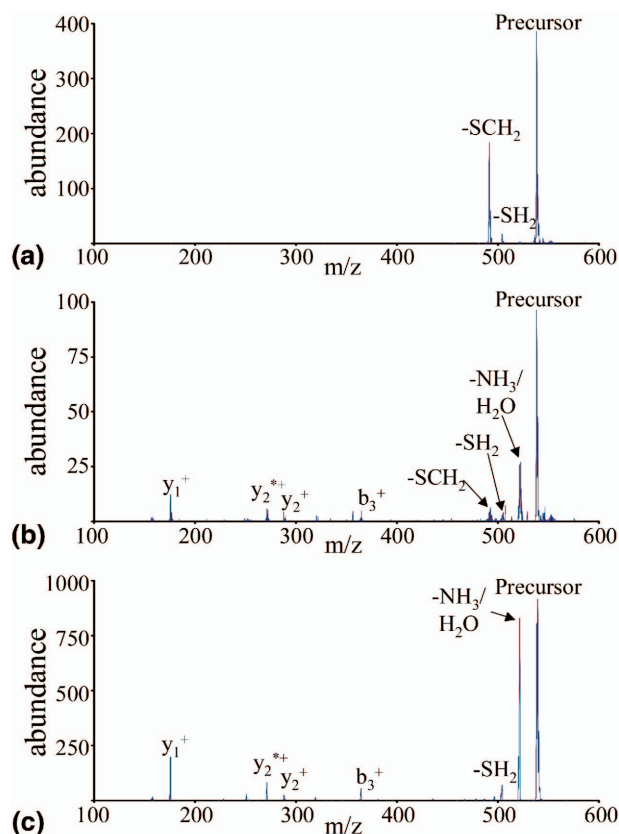 abundance
400
300
200
100
Precursor
-SCH₂
-SH₂
100
200
300
400
500
600
m/z
(a)
abundance
100
75
50
25
Precursor
-NH₃/
H₂O
-SH₂
-SCH₂
y₁⁺
y₂*⁺
y₂⁺
b₃⁺
100
200
300
400
500
600
m/z
(b)
abundance
1000
750
500
250
Precursor
-NH₃/
H₂O
-SH₂
y₁⁺
y₂*⁺
y₂⁺
b₃⁺
100
200
300
400
500
600
m/z
(c)